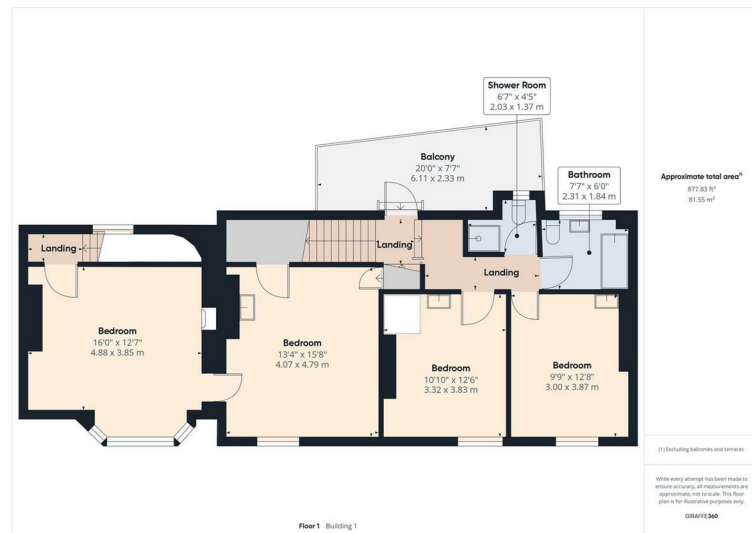 Shower Room
6'7" x 4'5"
2.03 x 1.37 m
Balcony
20'0" x 7'7"
6.11 x 2.33 m
Bathroom
7'7" x 6'0"
2.31 x 1.84 m
Landing
Landing
Landing
Bedroom
16'0" x 12'7"
4.88 x 3.85 m
Bedroom
13'4" x 15'8"
4.07 x 4.79 m
Bedroom
10'10" x 12'6"
3.32 x 3.83 m
Bedroom
9'9" x 12'8"
3.00 x 3.87 m
Floor 1 Building 1
Approximate total area⁽¹⁾
877.83 ft²
81.55 m²
(1) Excluding balconies and terraces
While every attempt has been made to
ensure accuracy, all measurements are
approximate, not to scale. This floor
plan is for illustrative purposes only.
GIRAFFE360